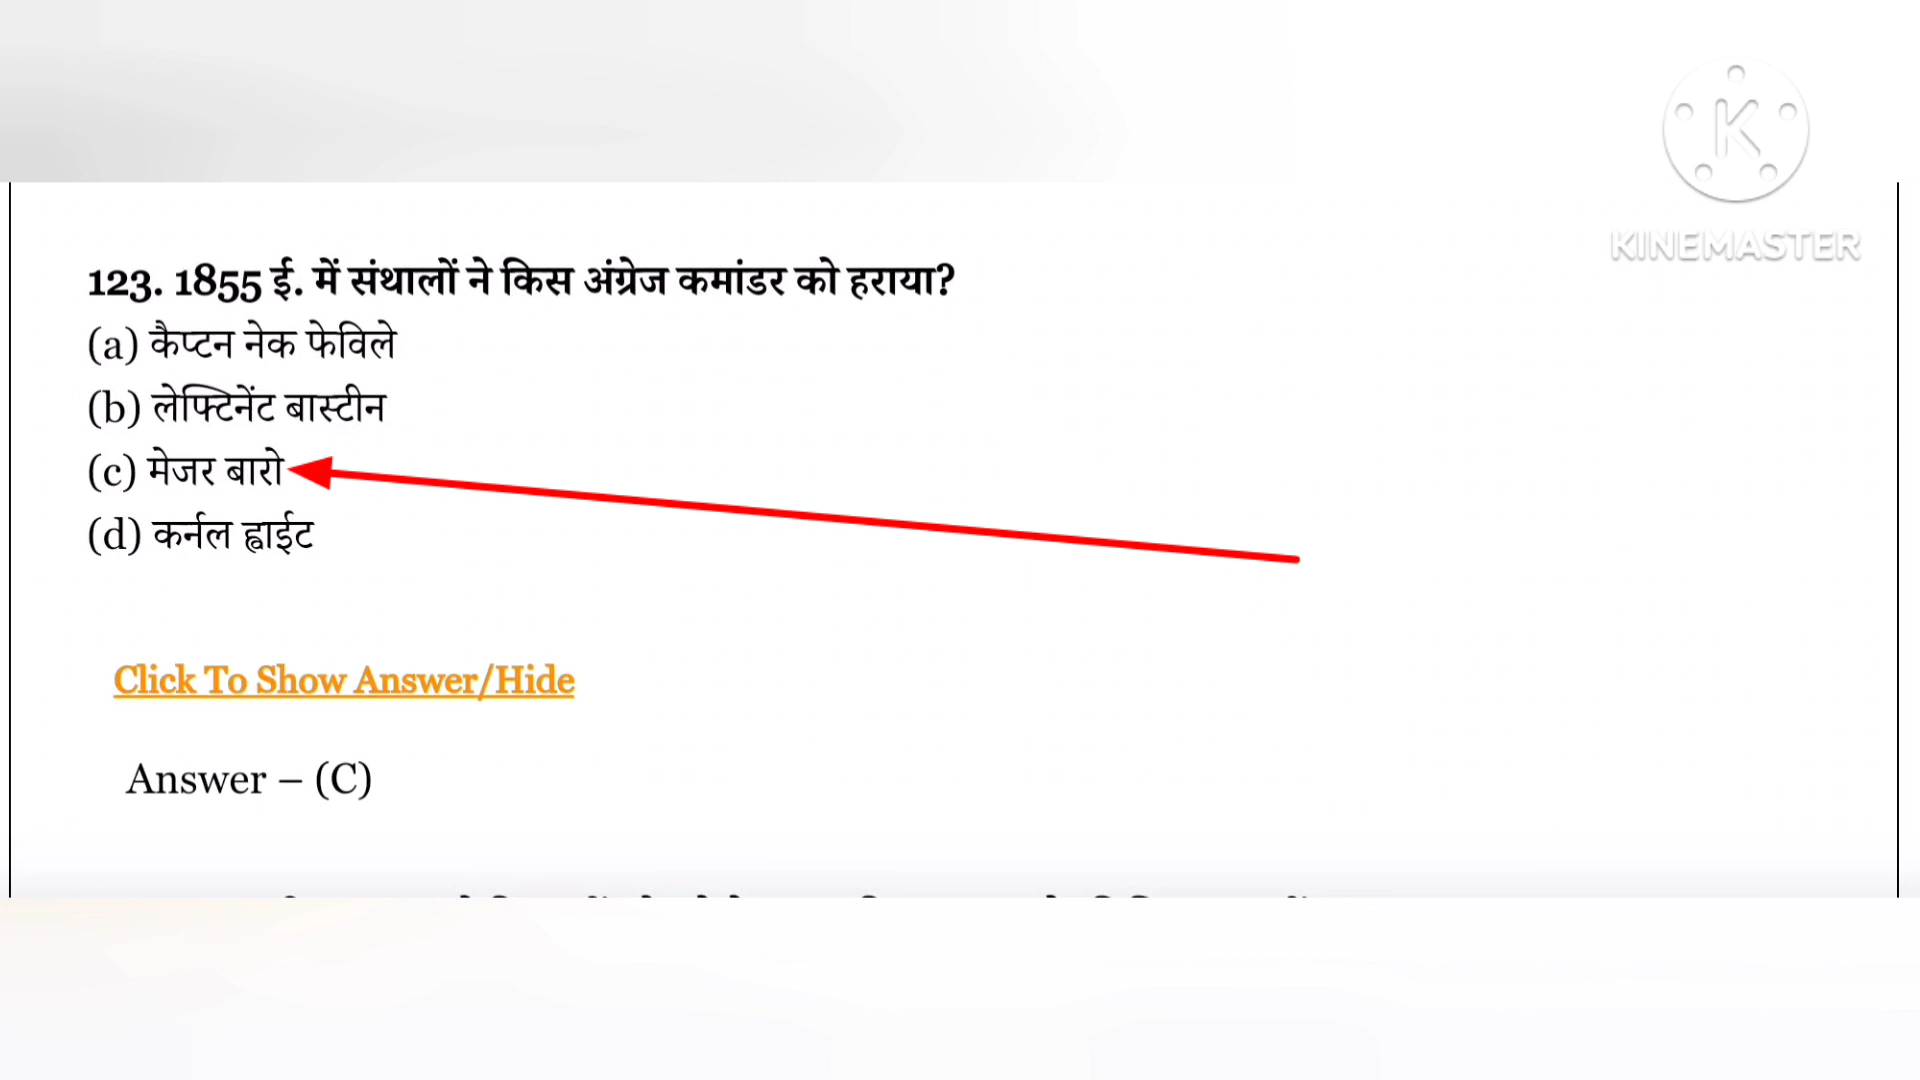 KINEMASTER
123. 1855 ई. में संथालों ने किस अंग्रेज कमांडर को हराया?
(a) कैप्टन नेक फेविले
(b) लेफ्टिनेंट बास्टीन
(c) मेजर बारो
(d) कर्नल ह्वाईट
Click To Show Answer/Hide
Answer – (C)